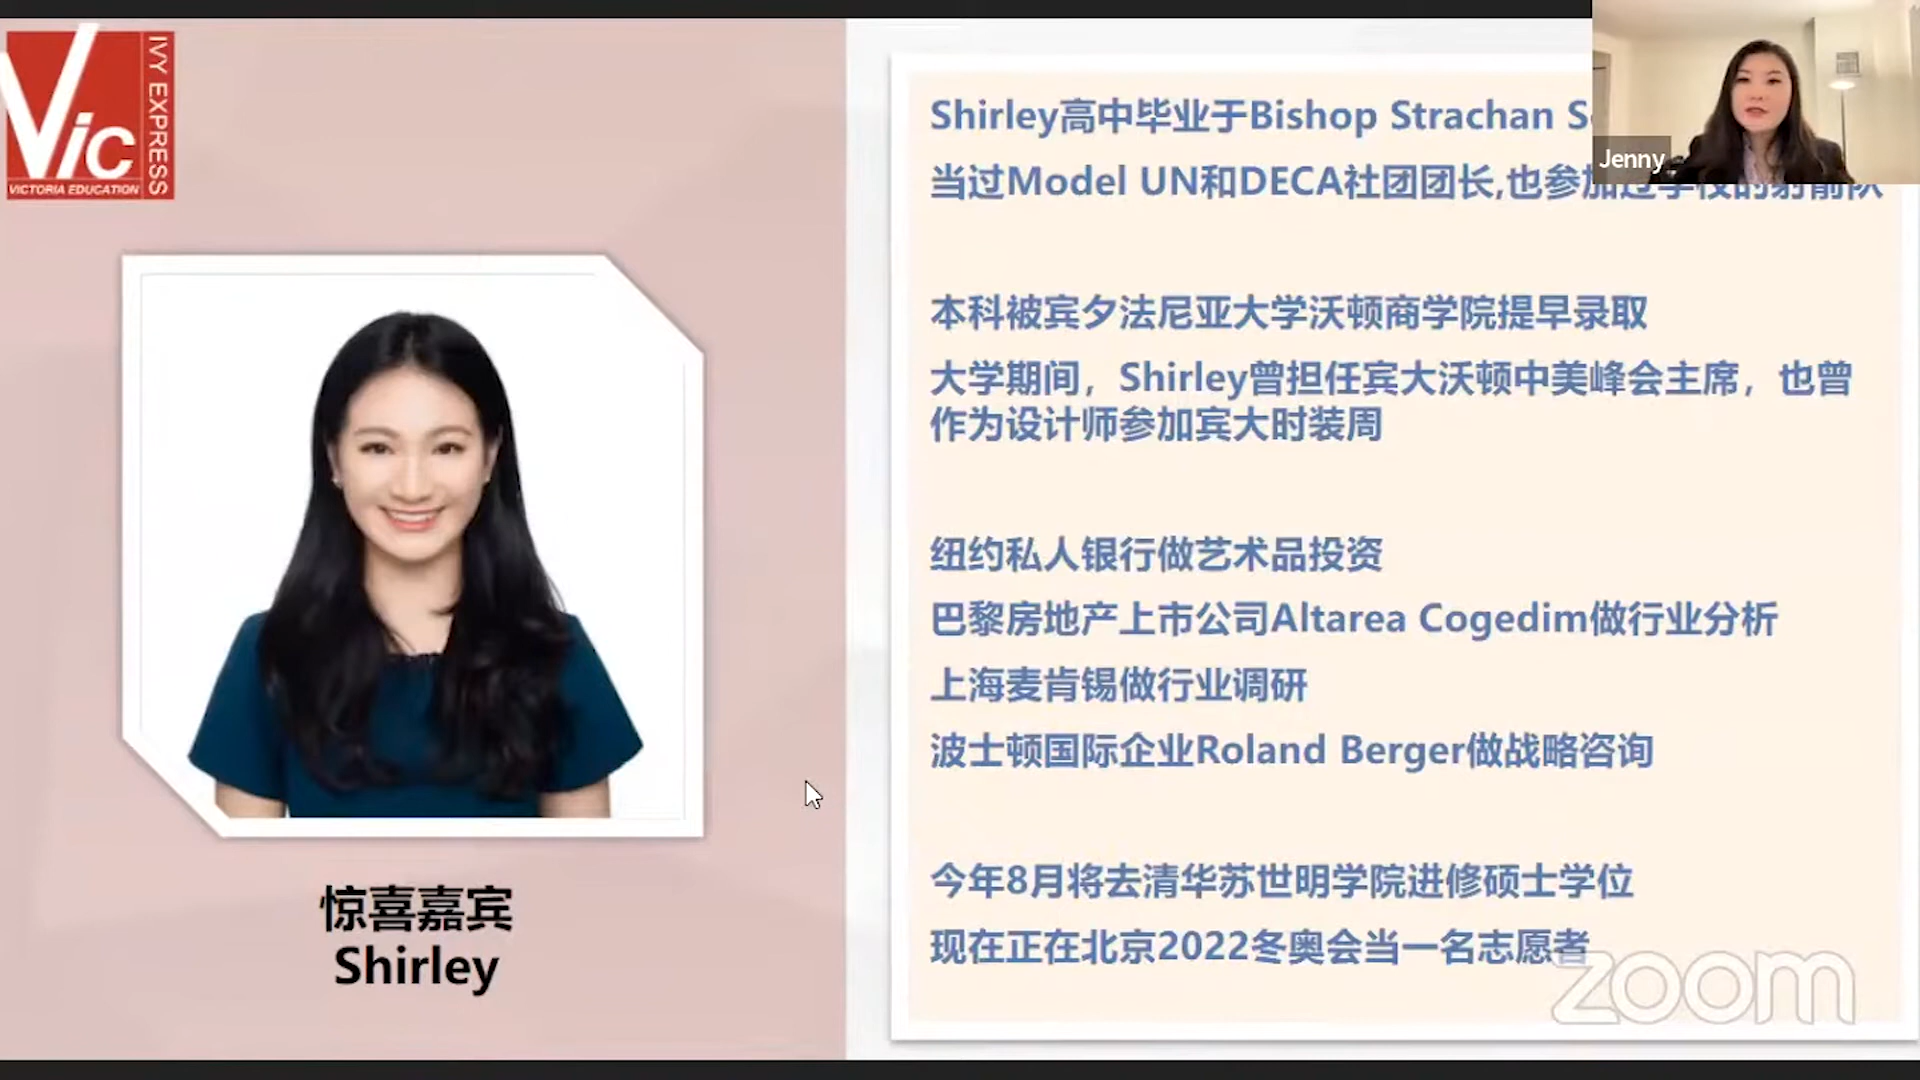 Vic
IVY EXPRESS
VICTORIA EDUCATION
惊喜嘉宾
Shirley
Shirley高中毕业于Bishop Strachan
当过Model UN和DECA社团团长,也参加过学校的射箭队
本科被宾夕法尼亚大学沃顿商学院提早录取
大学期间，Shirley曾担任宾大沃顿中美峰会主席，也曾
作为设计师参加宾大时装周
纽约私人银行做艺术品投资
巴黎房地产上市公司Altarea Cogedim做行业分析
上海麦肯锡做行业调研
波士顿国际企业Roland Berger做战略咨询
今年8月将去清华苏世明学院进修硕士学位
现在正在北京2022冬奥会当一名志愿者
Jenny
zoom